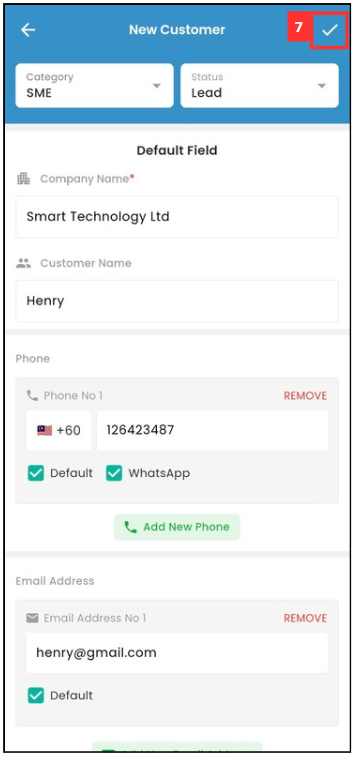 New Customer
7
Category
SME
Status
Lead
Default Field
Company Name*
Smart Technology Ltd
Customer Name
Henry
Phone
Phone No 1
REMOVE
+60
126423487
Default
WhatsApp
Add New Phone
Email Address
Email Address No 1
REMOVE
henry@gmail.com
Default